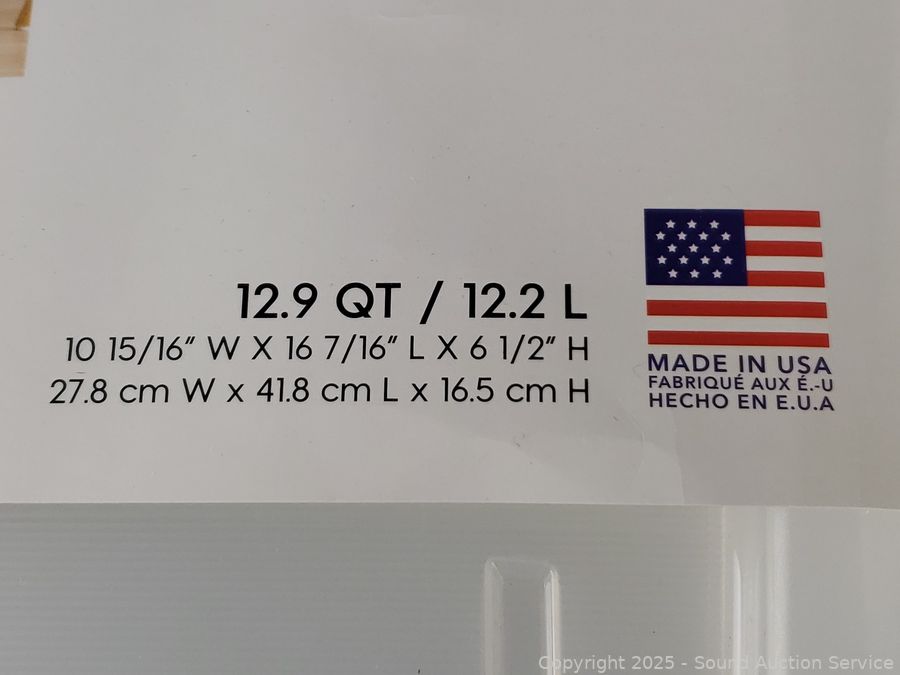 12.9 QT / 12.2 L
10 15/16" W X 16 7/16" L X 6 1/2" H
27.8 cm W x 41.8 cm L x 16.5 cm H
MADE IN USA
FABRIQUÉ AUX É.-U
HECHO EN E.U.A
Copyright 2025 - Sound Auction Service